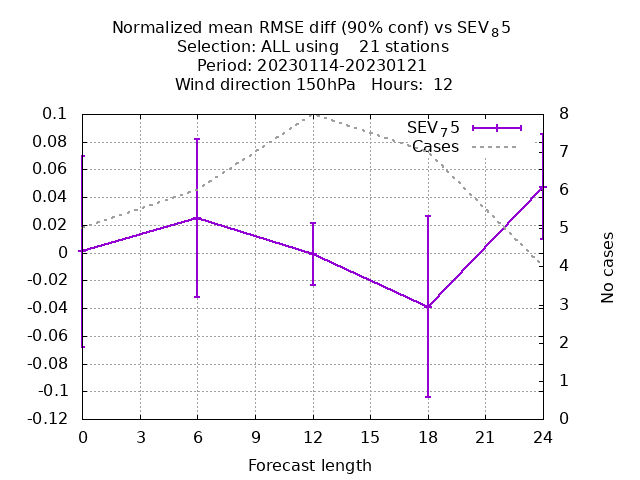 Normalized mean RMSE diff (90% conf) vs SEV₈5
Selection: ALL using    21 stations
Period: 20230114-20230121
Wind direction 150hPa   Hours:  12
SEV₇5
Cases
0.1
0.08
0.06
0.04
0.02
0
-0.02
-0.04
-0.06
-0.08
-0.1
-0.12
8
7
6
5
4
3
2
1
0
No cases
0 3 6 9 12 15 18 21 24
Forecast length